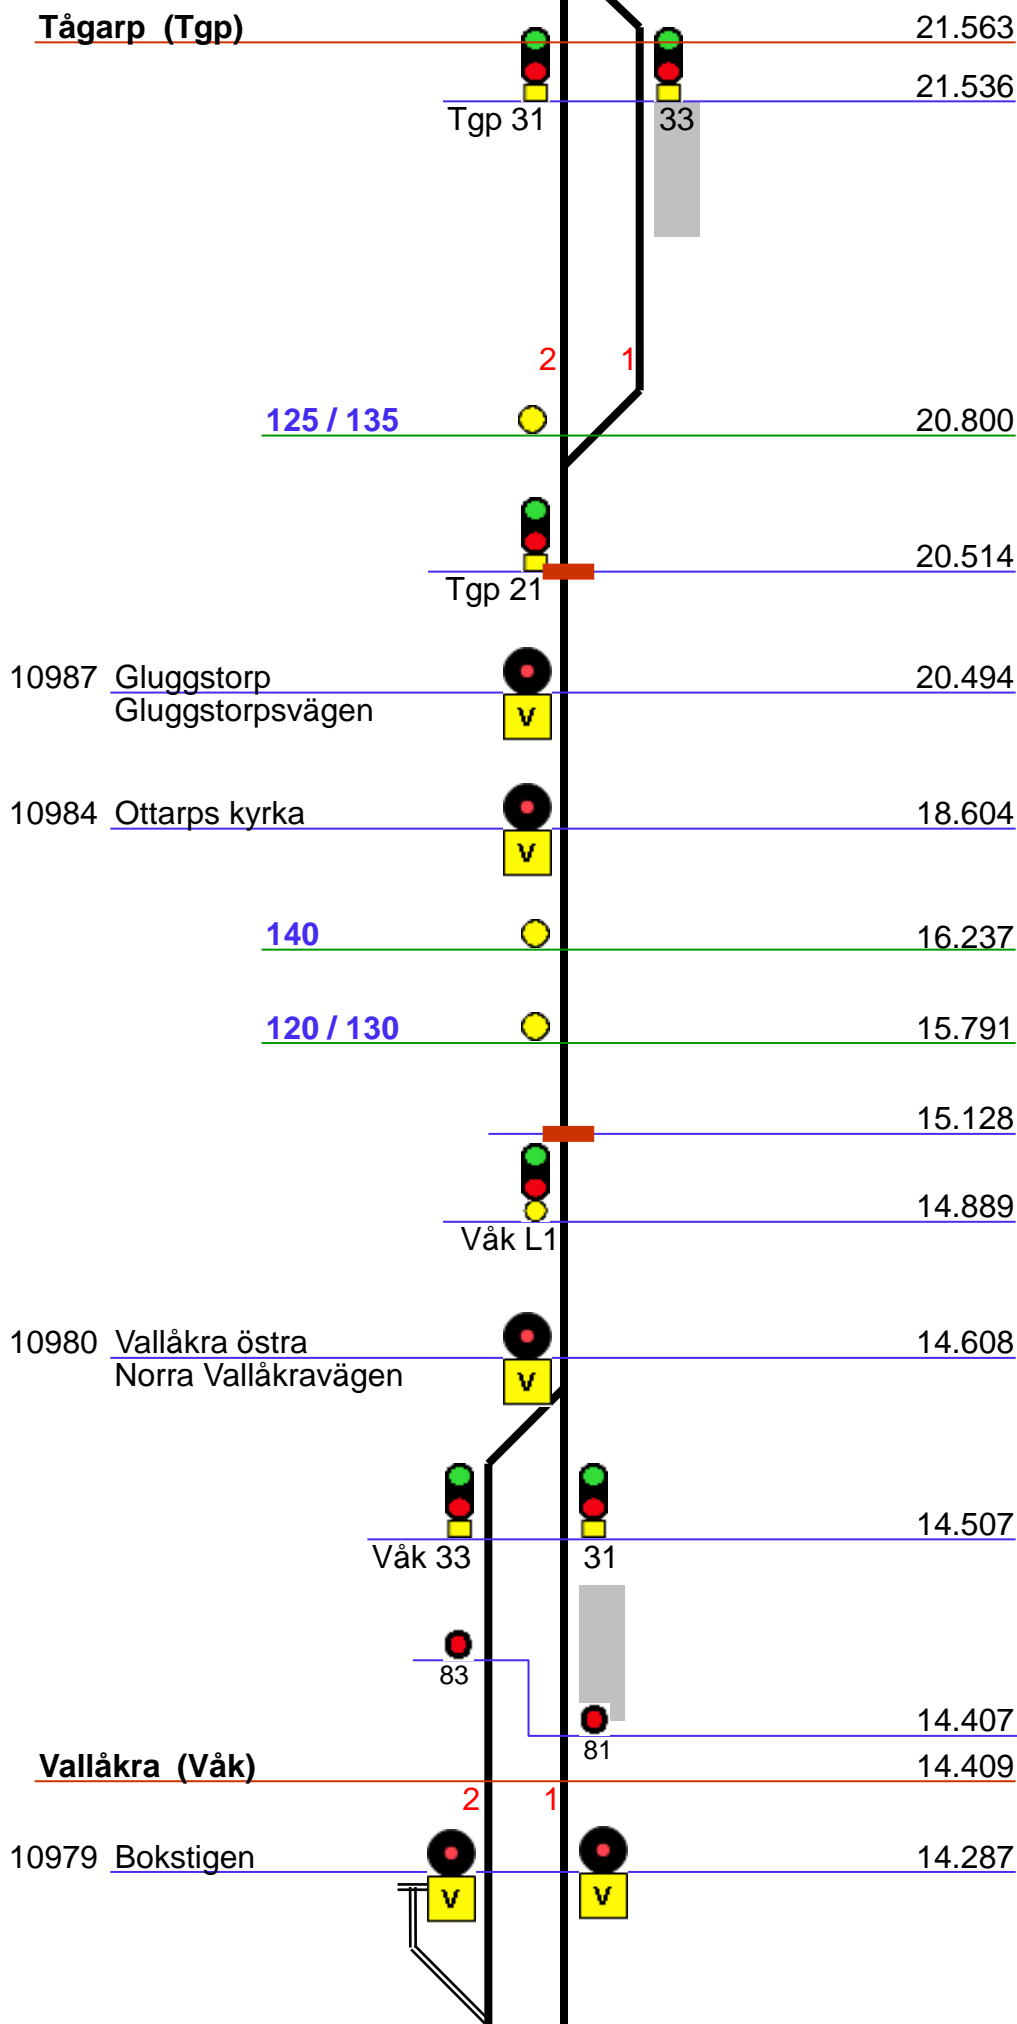 Tågarp (Tgp) 21.563
21.536
Tgp 31 33
2 1
125 / 135 20.800
20.514
Tgp 21
10987 Gluggstorp 20.494
Gluggstorpsvägen
V
10984 Ottarps kyrka 18.604
V
140 16.237
120 / 130 15.791
15.128
14.889
Våk L1
10980 Vallåkra östra 14.608
Norra Vallåkravägen
V
14.507
Våk 33 31
83
14.407
81
Vallåkra (Våk) 14.409
2 1
10979 Bokstigen 14.287
V V